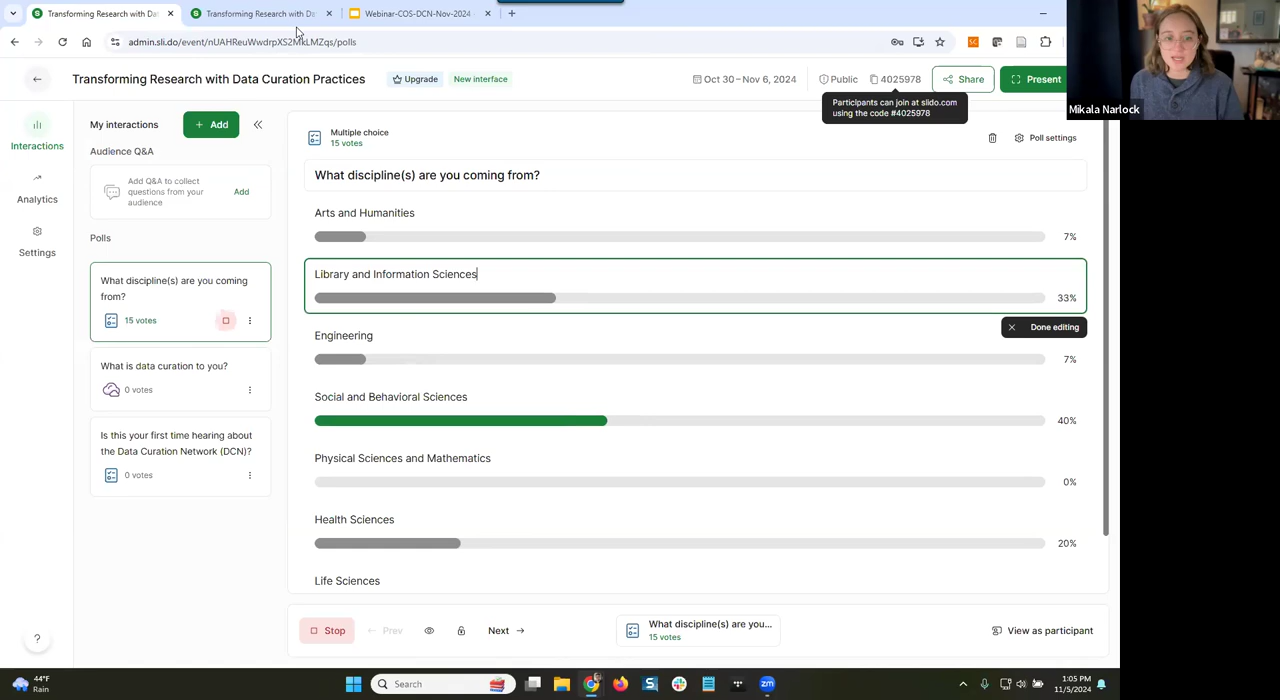 Transforming Research with Dat
Transforming Research with Da
Webinar-COS-DCN-Nov-2024
admin.sli.do/event/nUAHReuWwdrpXS2MkLMZqs/polls
Transforming Research with Data Curation Practices
Upgrade
New interface
Oct 30 – Nov 6, 2024
Public
4025978
Share
Present
Participants can join at slido.com
using the code #4025978
Mikala Narlock
My interactions
+ Add
Interactions
Analytics
Settings
Audience Q&A
Add Q&A to collect
questions from your
audience
Add
Polls
What discipline(s) are you coming
from?
15 votes
What is data curation to you?
0 votes
Is this your first time hearing about
the Data Curation Network (DCN)?
0 votes
Multiple choice
15 votes
Poll settings
What discipline(s) are you coming from?
Arts and Humanities
7%
Library and Information Sciences
33%
Done editing
Engineering
7%
Social and Behavioral Sciences
40%
Physical Sciences and Mathematics
0%
Health Sciences
20%
Life Sciences
Stop
Prev
Next
What discipline(s) are you...
15 votes
View as participant
?
44°F
Rain
Search
zm
1:05 PM
11/5/2024